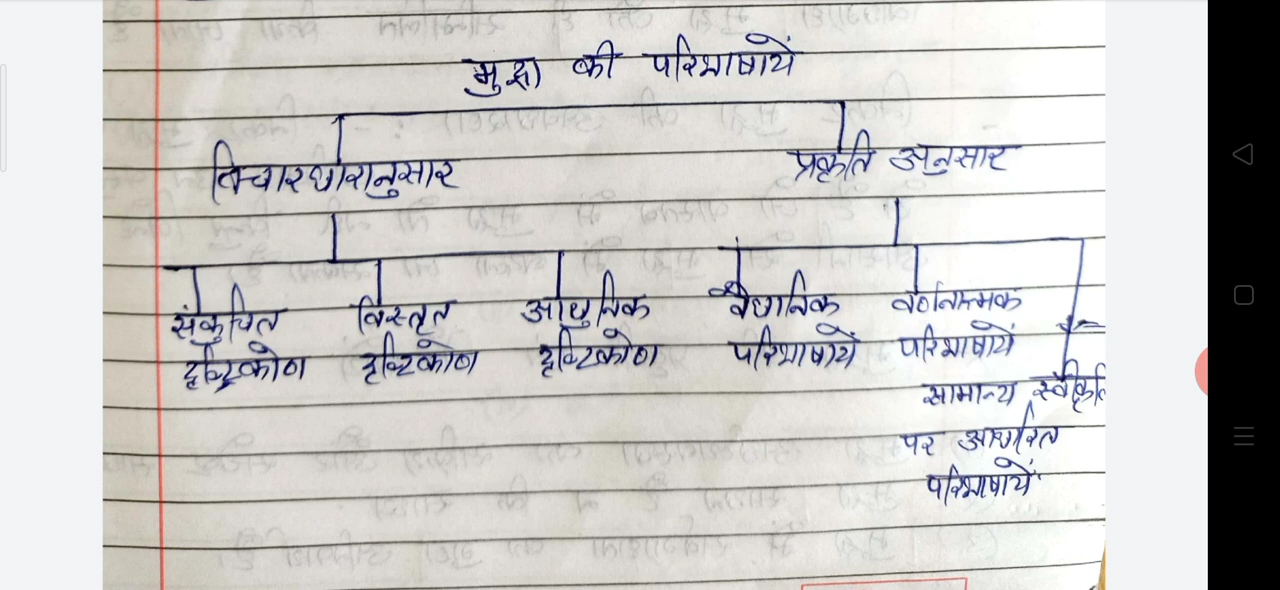 मुद्रा की परिभाषायें
विचारधारानुसार प्रकृति अनुसार
संकुचित विस्तृत आधुनिक वैधानिक वर्णनात्मक
दृष्टिकोण दृष्टिकोण दृष्टिकोण परिभाषायें परिभाषायें
सामान्य स्वीकृति
पर आधारित
परिभाषायें